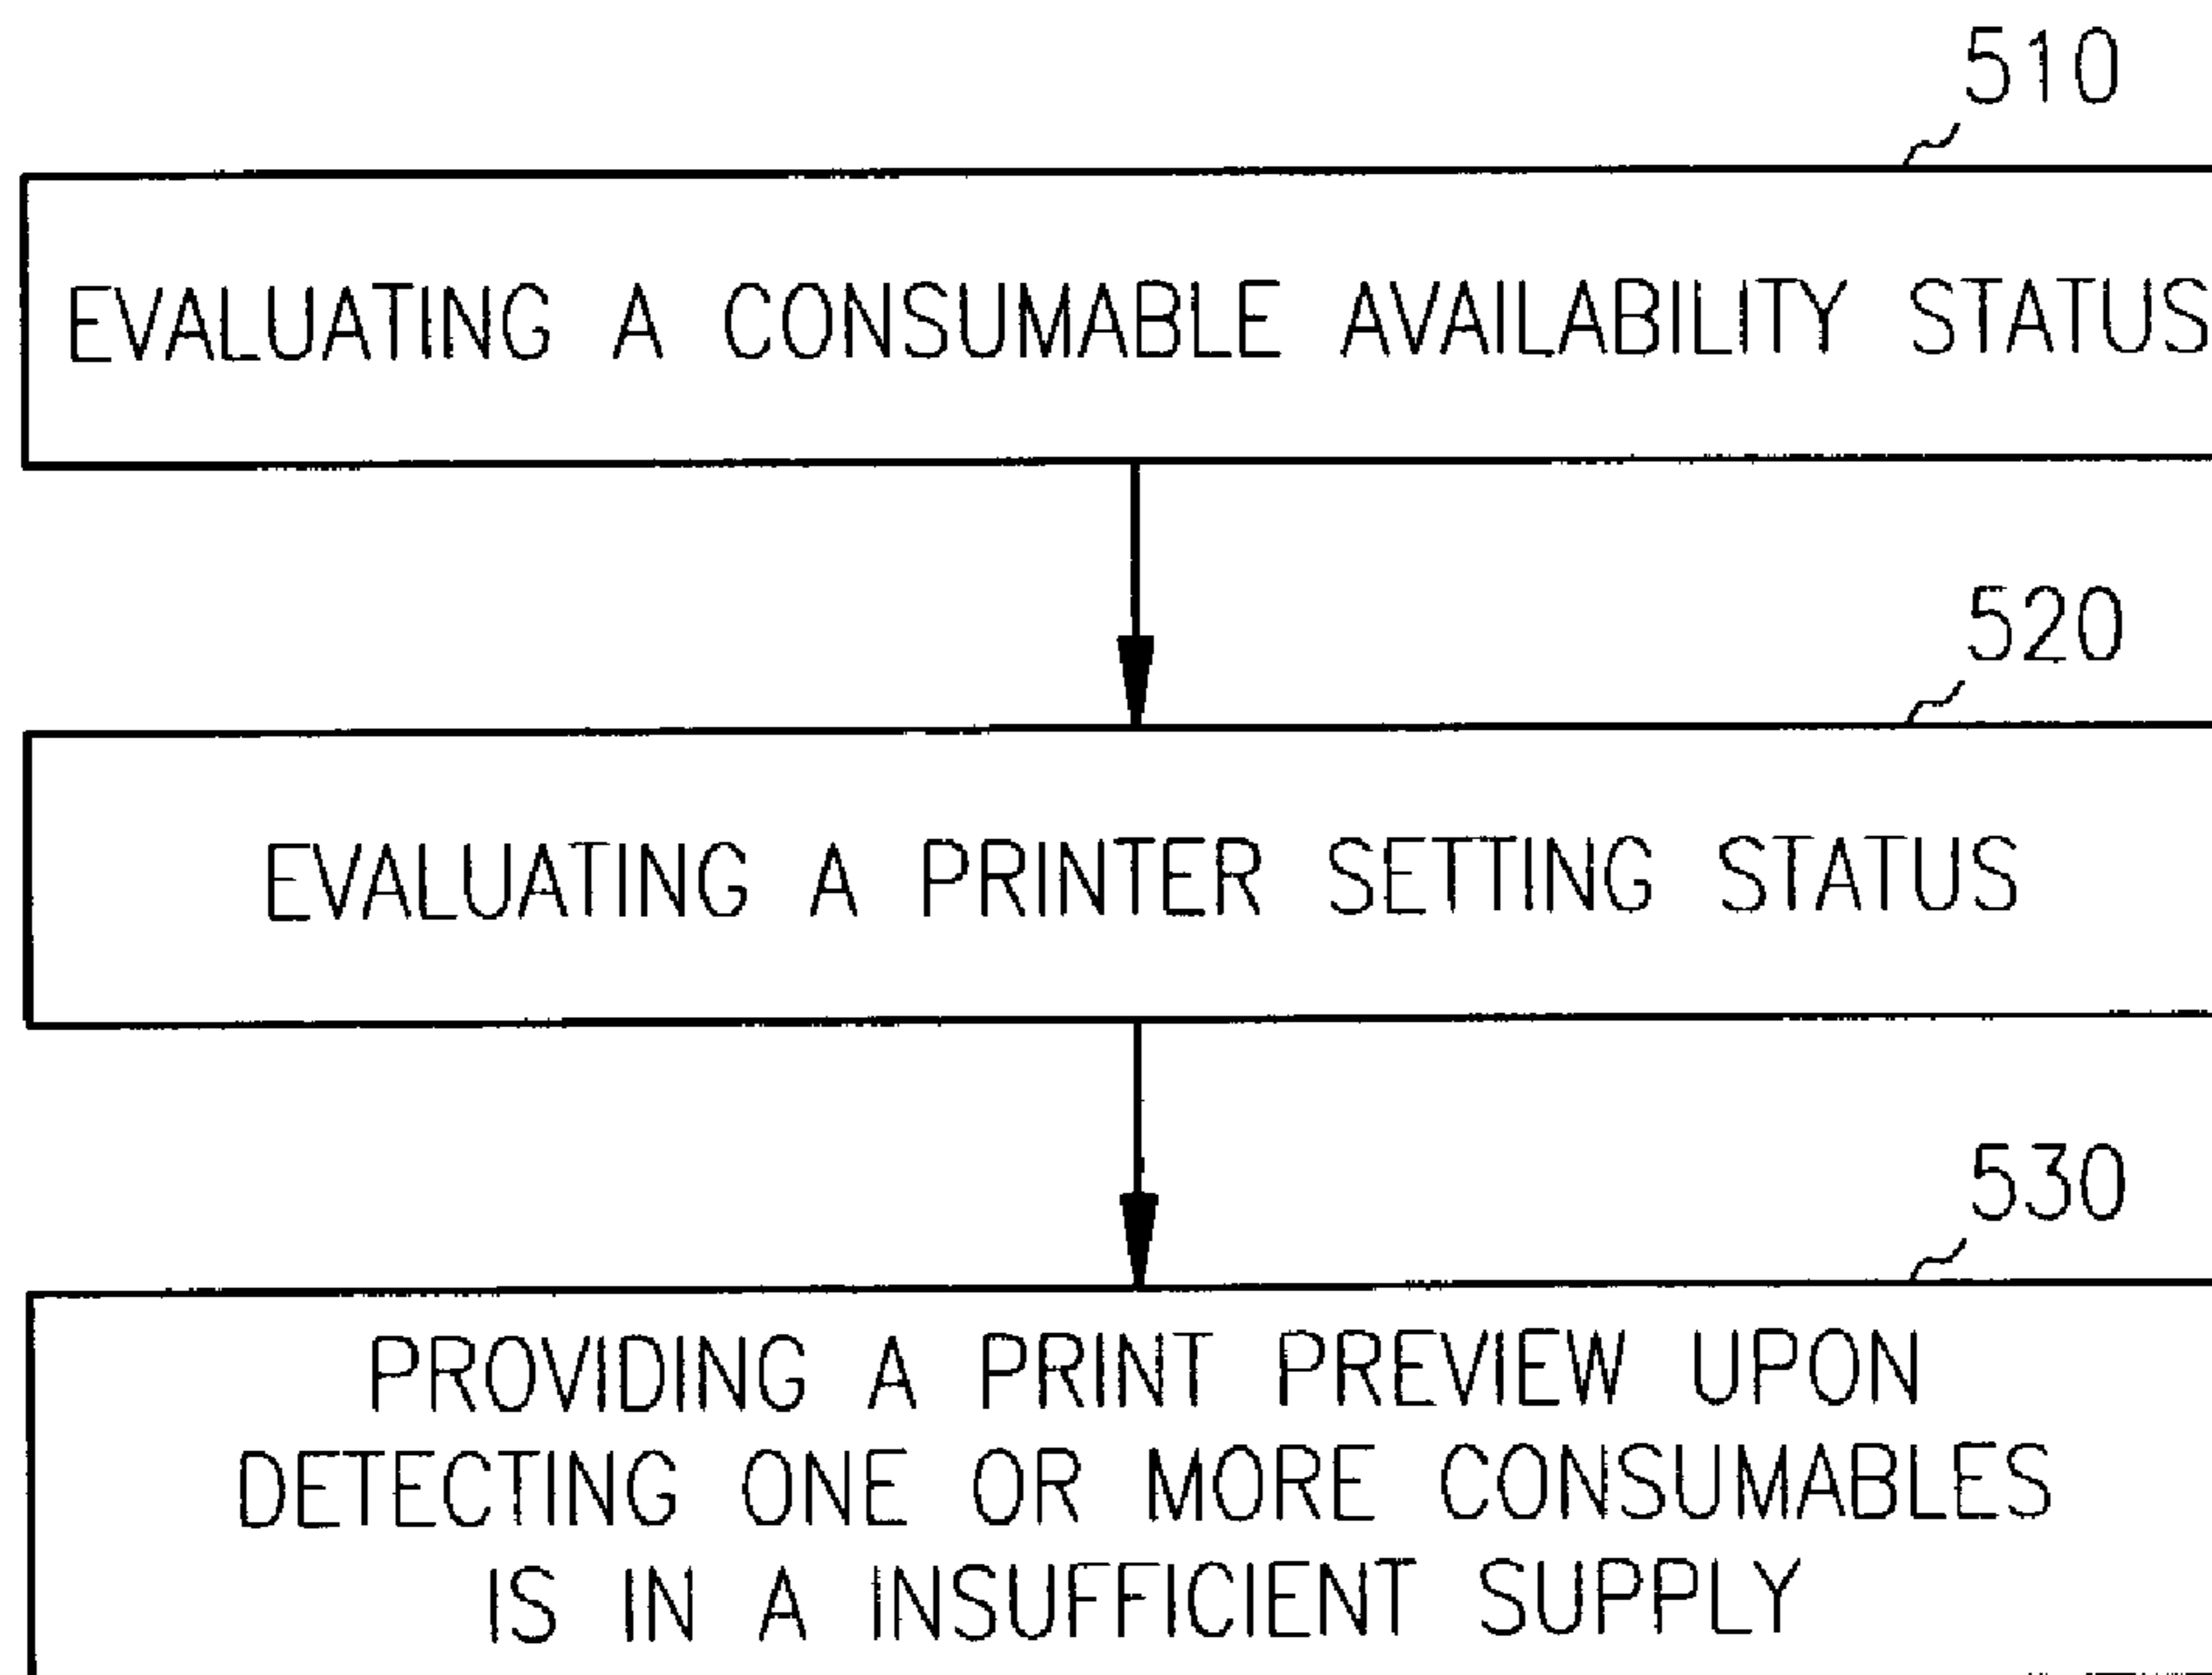 510
EVALUATING A CONSUMABLE AVAILABILITY STATUS
520
EVALUATING A PRINTER SETTING STATUS
530
PROVIDING A PRINT PREVIEW UPON
DETECTING ONE OR MORE CONSUMABLES
IS IN A INSUFFICIENT SUPPLY